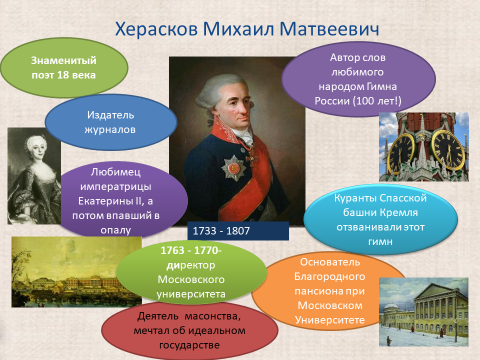 Херасков Михаил Матвеевич
Знаменитый
поэт 18 века
Автор слов
любимого
народом Гимна
России (100 лет!)
Издатель
журналов
Любимец
императрицы
Екатерины II, а
потом впавший в
опалу
1733 - 1807
Куранты Спасской
башни Кремля
отзванивали этот
гимн
1763 - 1770-
директор
Московского
университета
Основатель
Благородного
пансиона при
Московском
Университете
Деятель масонства,
мечтал об идеальном
государстве